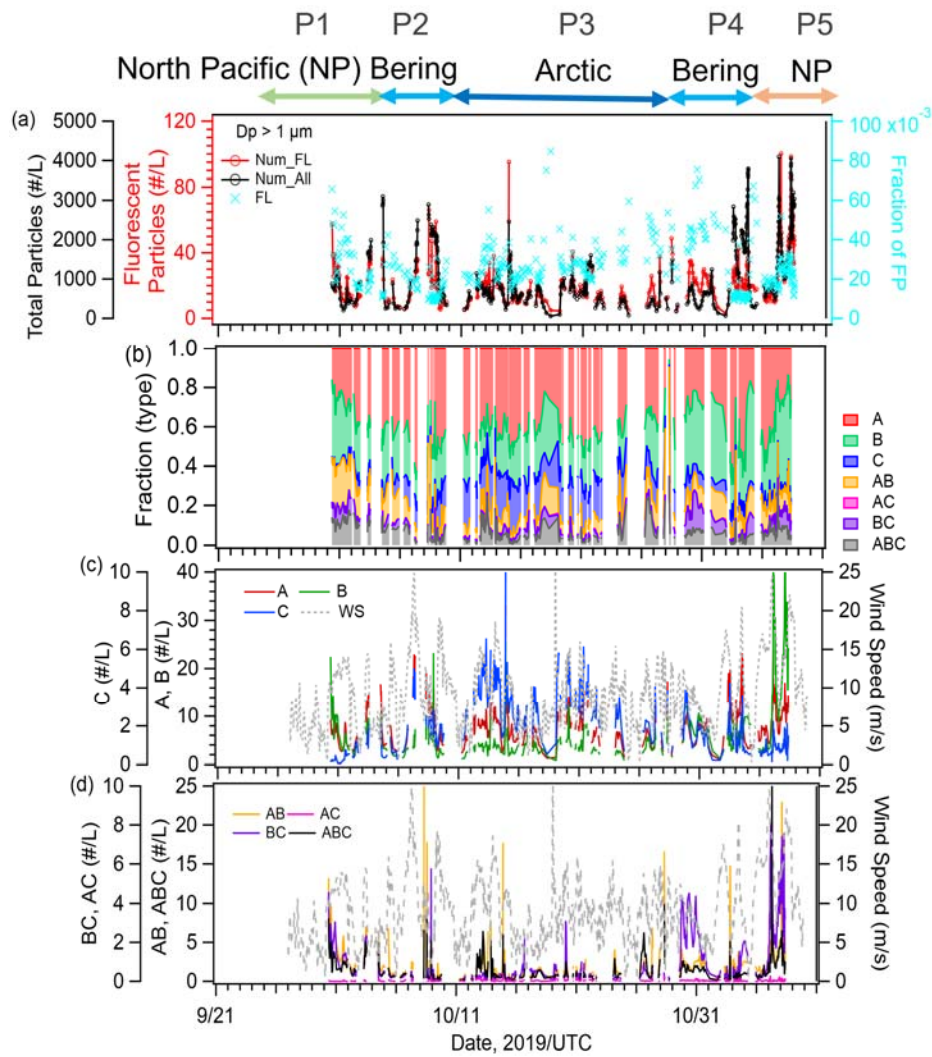 P1 P2 P3 P4 P5
North Pacific (NP) Bering Arctic Bering NP
(a)
5000 120 100 x10⁻³
4000 80
3000 80 60
2000 40 40
1000 20
0 0 0
Total Particles (#/L)
Fluorescent Particles (#/L)
Fraction of FP
Dp > 1 µm
Num_FL
Num_All
FL
(b)
1.0
0.8
0.6
0.4
0.2
0.0
Fraction (type)
A
B
C
AB
AC
BC
ABC
(c)
10 40 25
8 30 20
6 20 15
4 10
2 10 5
0 0 0
C (#/L)
A, B (#/L)
Wind Speed (m/s)
A B
C WS
(d)
10 25 25
8 20 20
6 15 15
4 10 10
2 5 5
0 0 0
BC, AC (#/L)
AB, ABC (#/L)
Wind Speed (m/s)
AB AC
BC ABC
9/21 10/11 10/31
Date, 2019/UTC